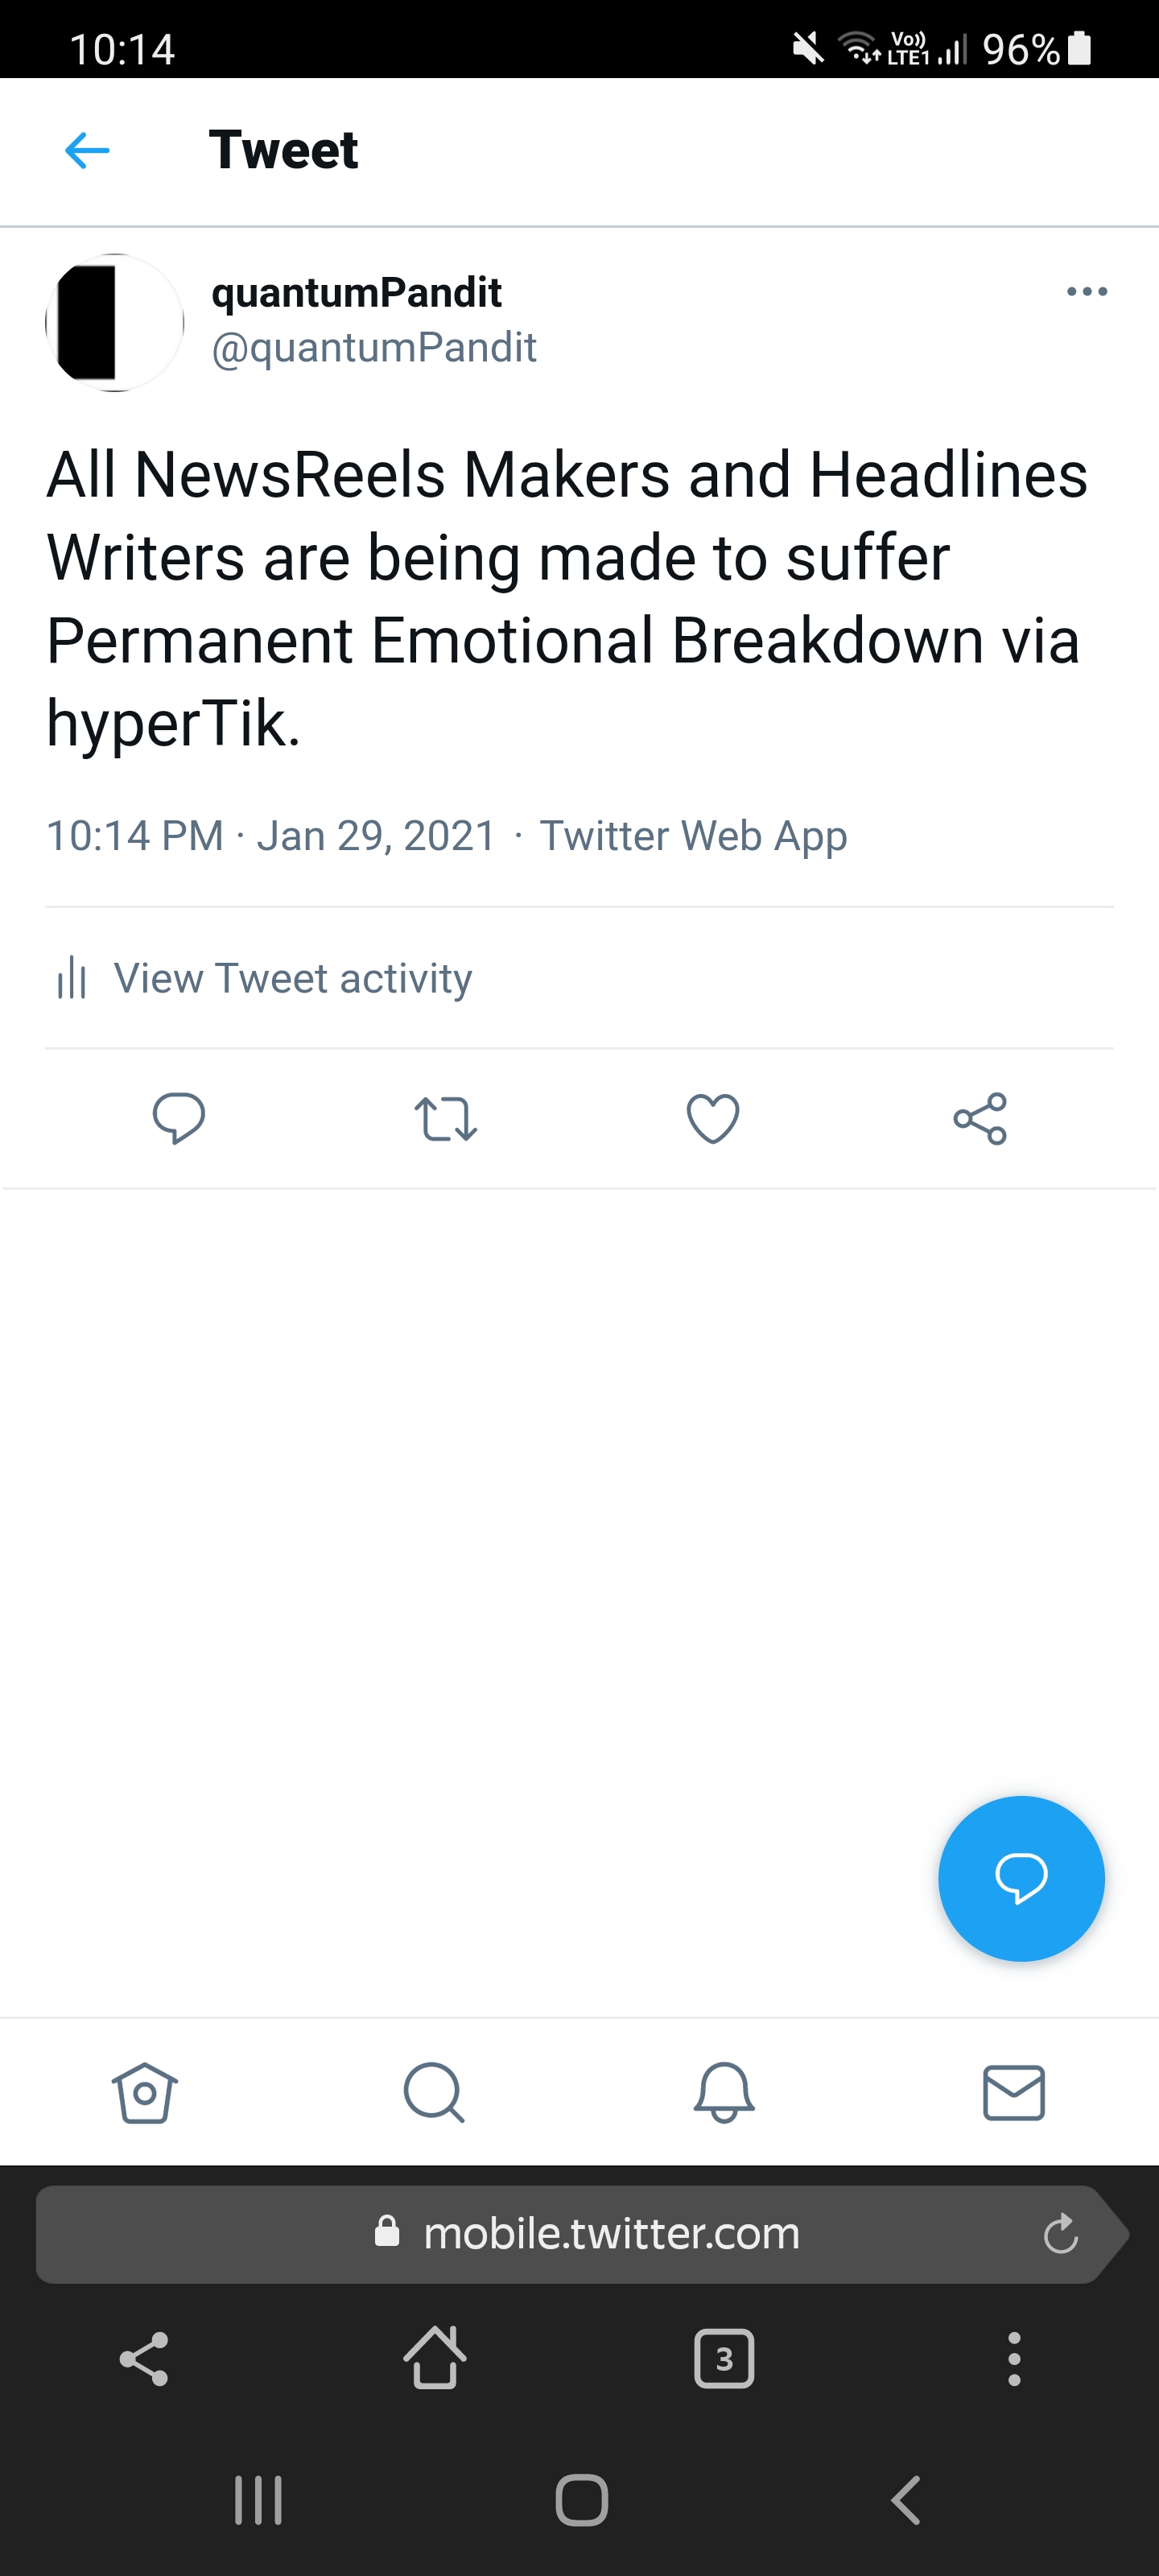 10:14
Vo)) LTE1 96%
Tweet
quantumPandit
@quantumPandit
All NewsReels Makers and Headlines
Writers are being made to suffer
Permanent Emotional Breakdown via
hyperTik.
10:14 PM · Jan 29, 2021 · Twitter Web App
View Tweet activity
mobile.twitter.com
3